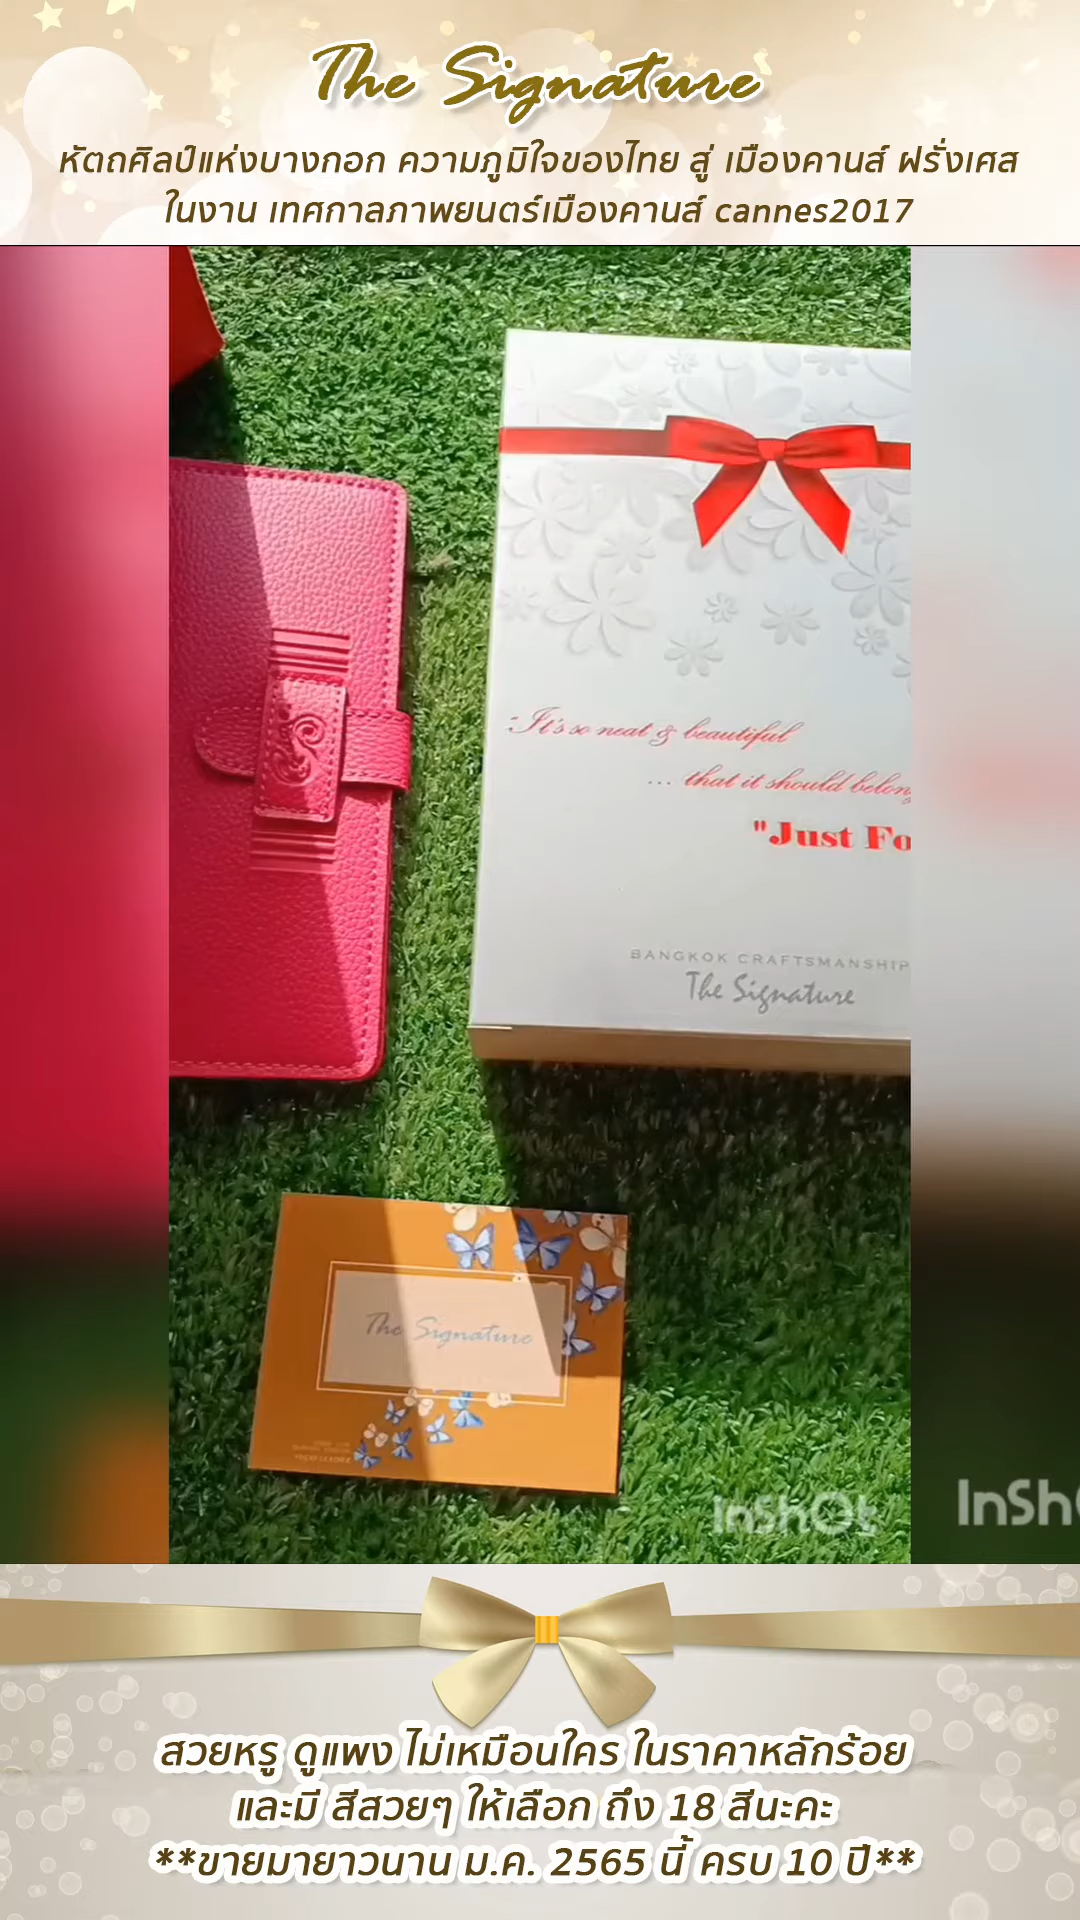 The Signature
หัตถศิลป์แห่งบางกอก ความภูมิใจของไทย สู่ เมืองคานส์ ฝรั่งเศส
ในงาน เทศกาลภาพยนตร์เมืองคานส์ cannes2017
"It's so neat & beautiful
... that it should belong
"Just Fo
BANGKOK CRAFTSMANSHIP
The Signature
The Signature
InShOt
InSh
สวยหรู ดูแพง ไม่เหมือนใคร ในราคาหลักร้อย
และมี สีสวยๆ ให้เลือก ถึง 18 สีนะคะ
**ขายมายาวนาน ม.ค. 2565 นี้ ครบ 10 ปี**